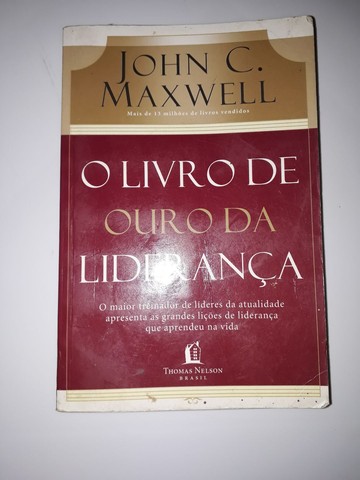 JOHN C.
MAXWELL
Mais de 13 milhões de livros vendidos
O LIVRO DE
OURO DA
LIDERANÇA
O maior treinador de líderes da atualidade
apresenta as grandes lições de liderança
que aprendeu na vida
THOMAS NELSON
BRASIL